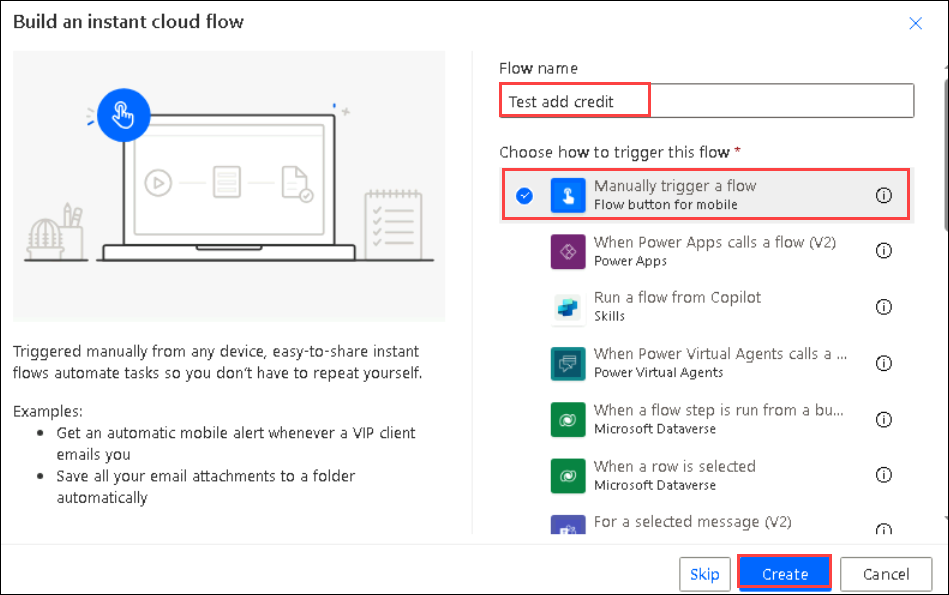 Build an instant cloud flow
Triggered manually from any device, easy-to-share instant
flows automate tasks so you don't have to repeat yourself.
Examples:
Get an automatic mobile alert whenever a VIP client
emails you
Save all your email attachments to a folder
automatically
Flow name
Test add credit
Choose how to trigger this flow *
Manually trigger a flow
Flow button for mobile
When Power Apps calls a flow (V2)
Power Apps
Run a flow from Copilot
Skills
When Power Virtual Agents calls a ...
Power Virtual Agents
When a flow step is run from a bu...
Microsoft Dataverse
When a row is selected
Microsoft Dataverse
For a selected message (V2)
Skip
Create
Cancel